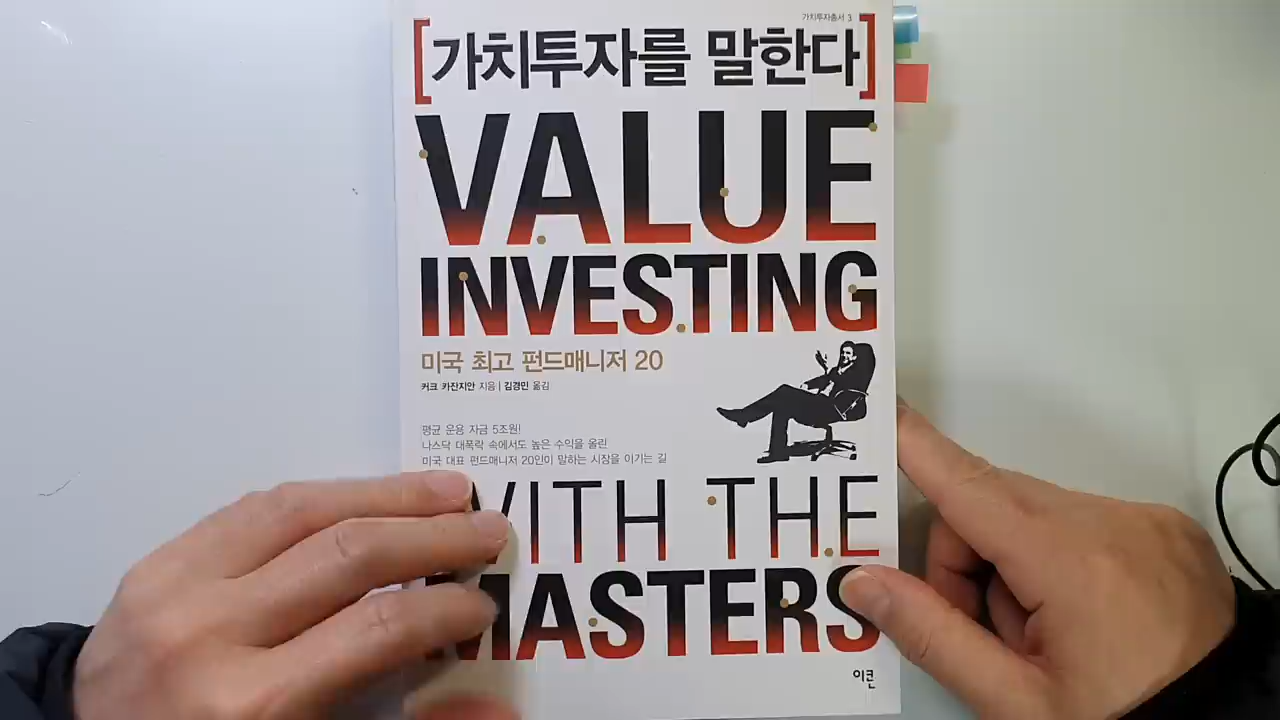 가치투자총서 3
[가치투자를 말한다]
VALUE
INVESTING
미국 최고 펀드매니저 20
커크 카잔지안 지음 | 김경민 옮김
평균 운용 자금 5조원!
나스닥 대폭락 속에서도 높은 수익을 올린
미국 대표 펀드매니저 20인이 말하는 시장을 이기는 길
WITH THE
MASTERS
이콘